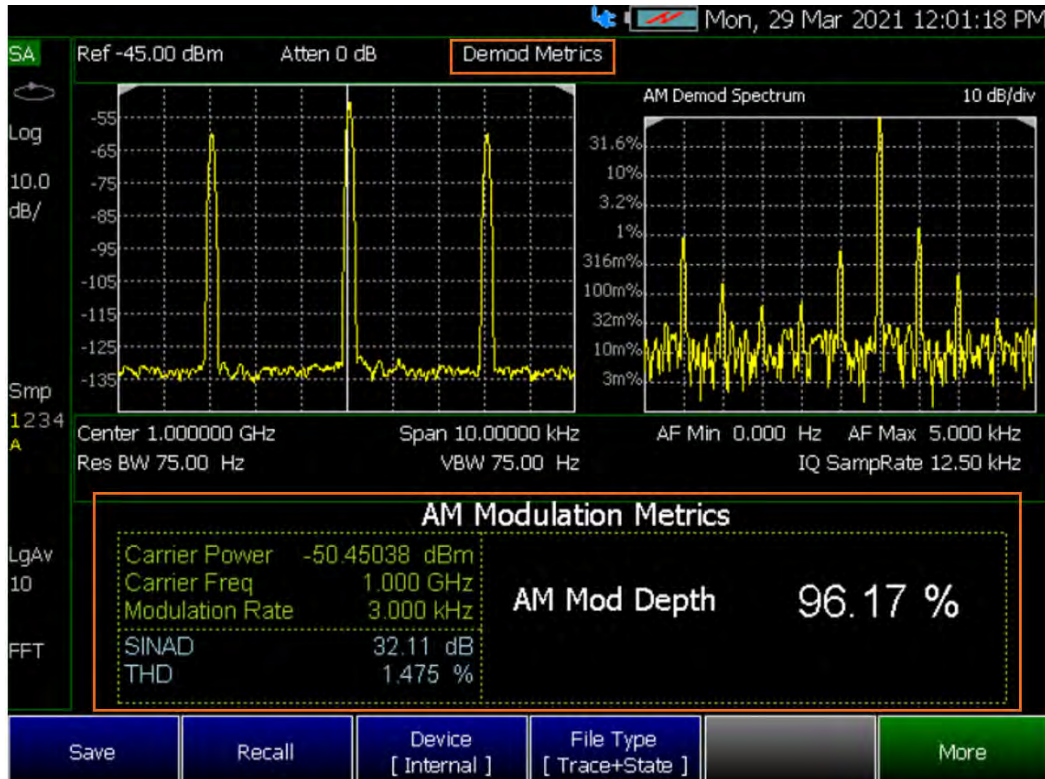 Mon, 29 Mar 2021 12:01:18 PM
SA
Ref -45.00 dBm Atten 0 dB Demod Metrics
AM Demod Spectrum 10 dB/div
Log
10.0
dB/
-55
-65
-75
-85
-95
-105
-115
-125
-135
31.6%
10%
3.2%
1%
316m%
100m%
32m%
10m%
3m%
Smp
1234
A
Center 1.000000 GHz Span 10.00000 kHz AF Min 0.000 Hz AF Max 5.000 kHz
Res BW 75.00 Hz VBW 75.00 Hz IQ SampRate 12.50 kHz
AM Modulation Metrics
LgAv
10
FFT
Carrier Power -50.45038 dBm
Carrier Freq 1.000 GHz
Modulation Rate 3.000 kHz
SINAD 32.11 dB
THD 1.475 %
AM Mod Depth 96.17 %
Save Recall Device File Type More
[ Internal ] [ Trace+State ]